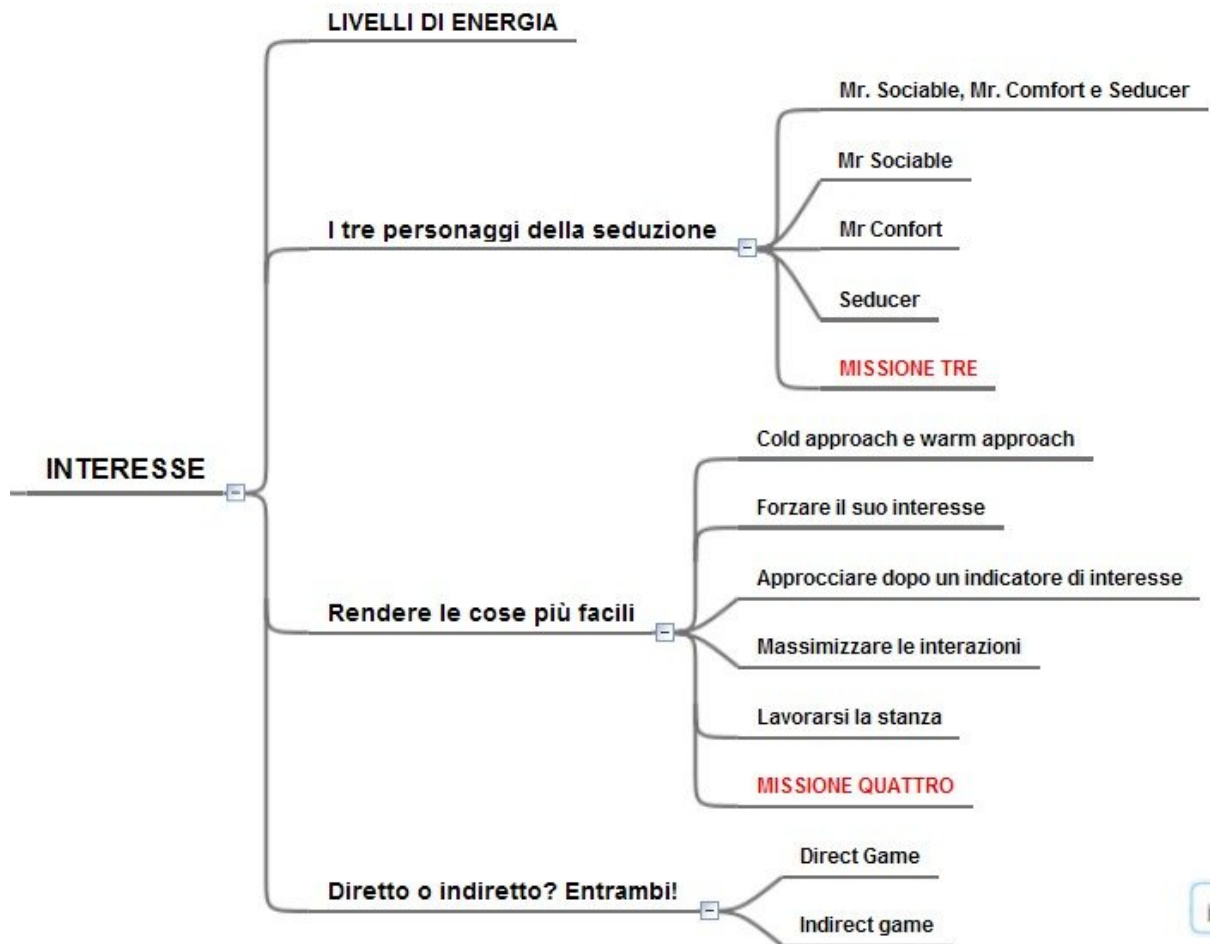 LIVELLI DI ENERGIA
Mr. Sociable, Mr. Comfort e Seducer
Mr Sociable
I tre personaggi della seduzione
Mr Confort
Seducer
MISSIONE TRE
INTERESSE
Cold approach e warm approach
Forzare il suo interesse
Approcciare dopo un indicatore di interesse
Rendere le cose più facili
Massimizzare le interazioni
Lavorarsi la stanza
MISSIONE QUATTRO
Direct Game
Diretto o indiretto? Entrambi!
Indirect game